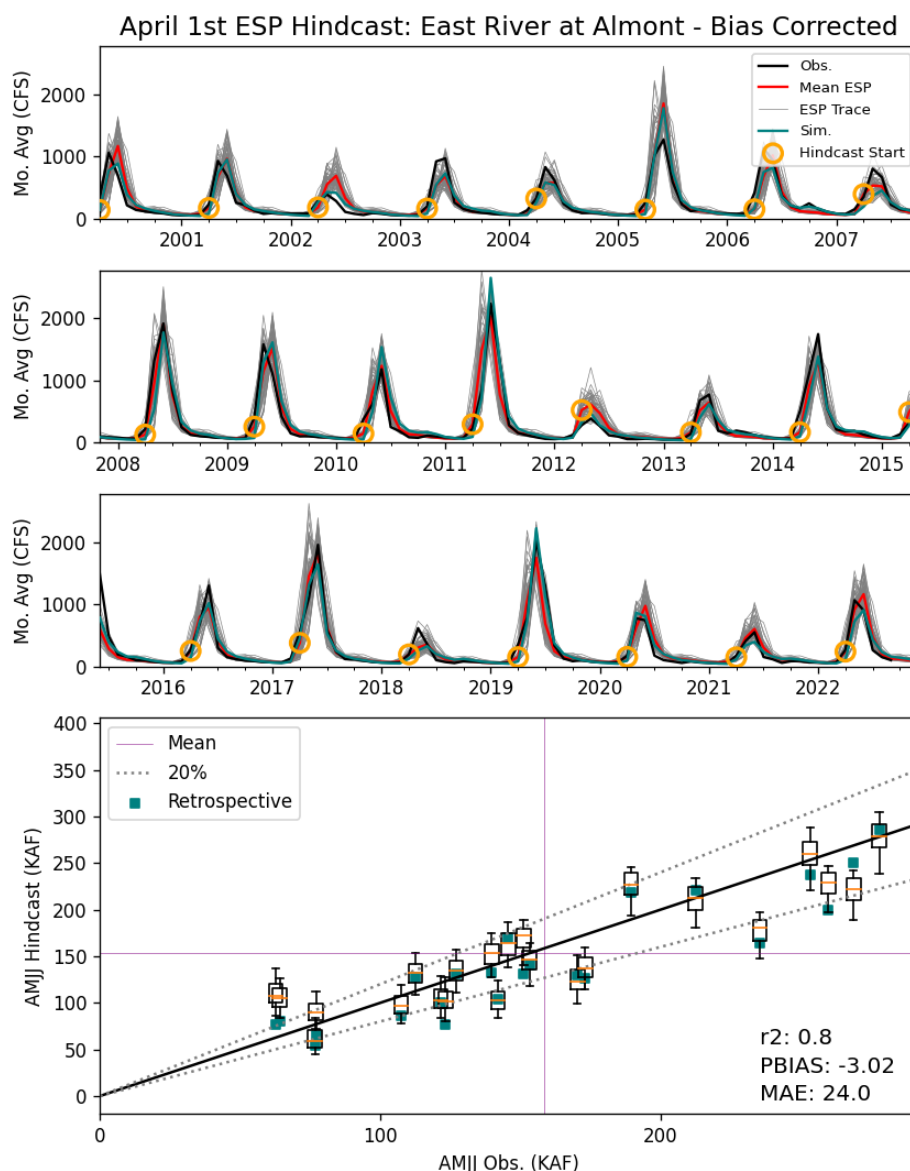 April 1st ESP Hindcast: East River at Almont - Bias Corrected
Mo. Avg (CFS)
2000
1000
0
Obs.
Mean ESP
ESP Trace
Sim.
Hindcast Start
2001 2002 2003 2004 2005 2006 2007
Mo. Avg (CFS)
2000
1000
0
2008 2009 2010 2011 2012 2013 2014 2015
Mo. Avg (CFS)
2000
1000
0
2016 2017 2018 2019 2020 2021 2022
AMJJ Hindcast (KAF)
400
350
300
250
200
150
100
50
0
Mean
20%
Retrospective
r2: 0.8
PBIAS: -3.02
MAE: 24.0
0 100 200
AMJJ Obs. (KAF)